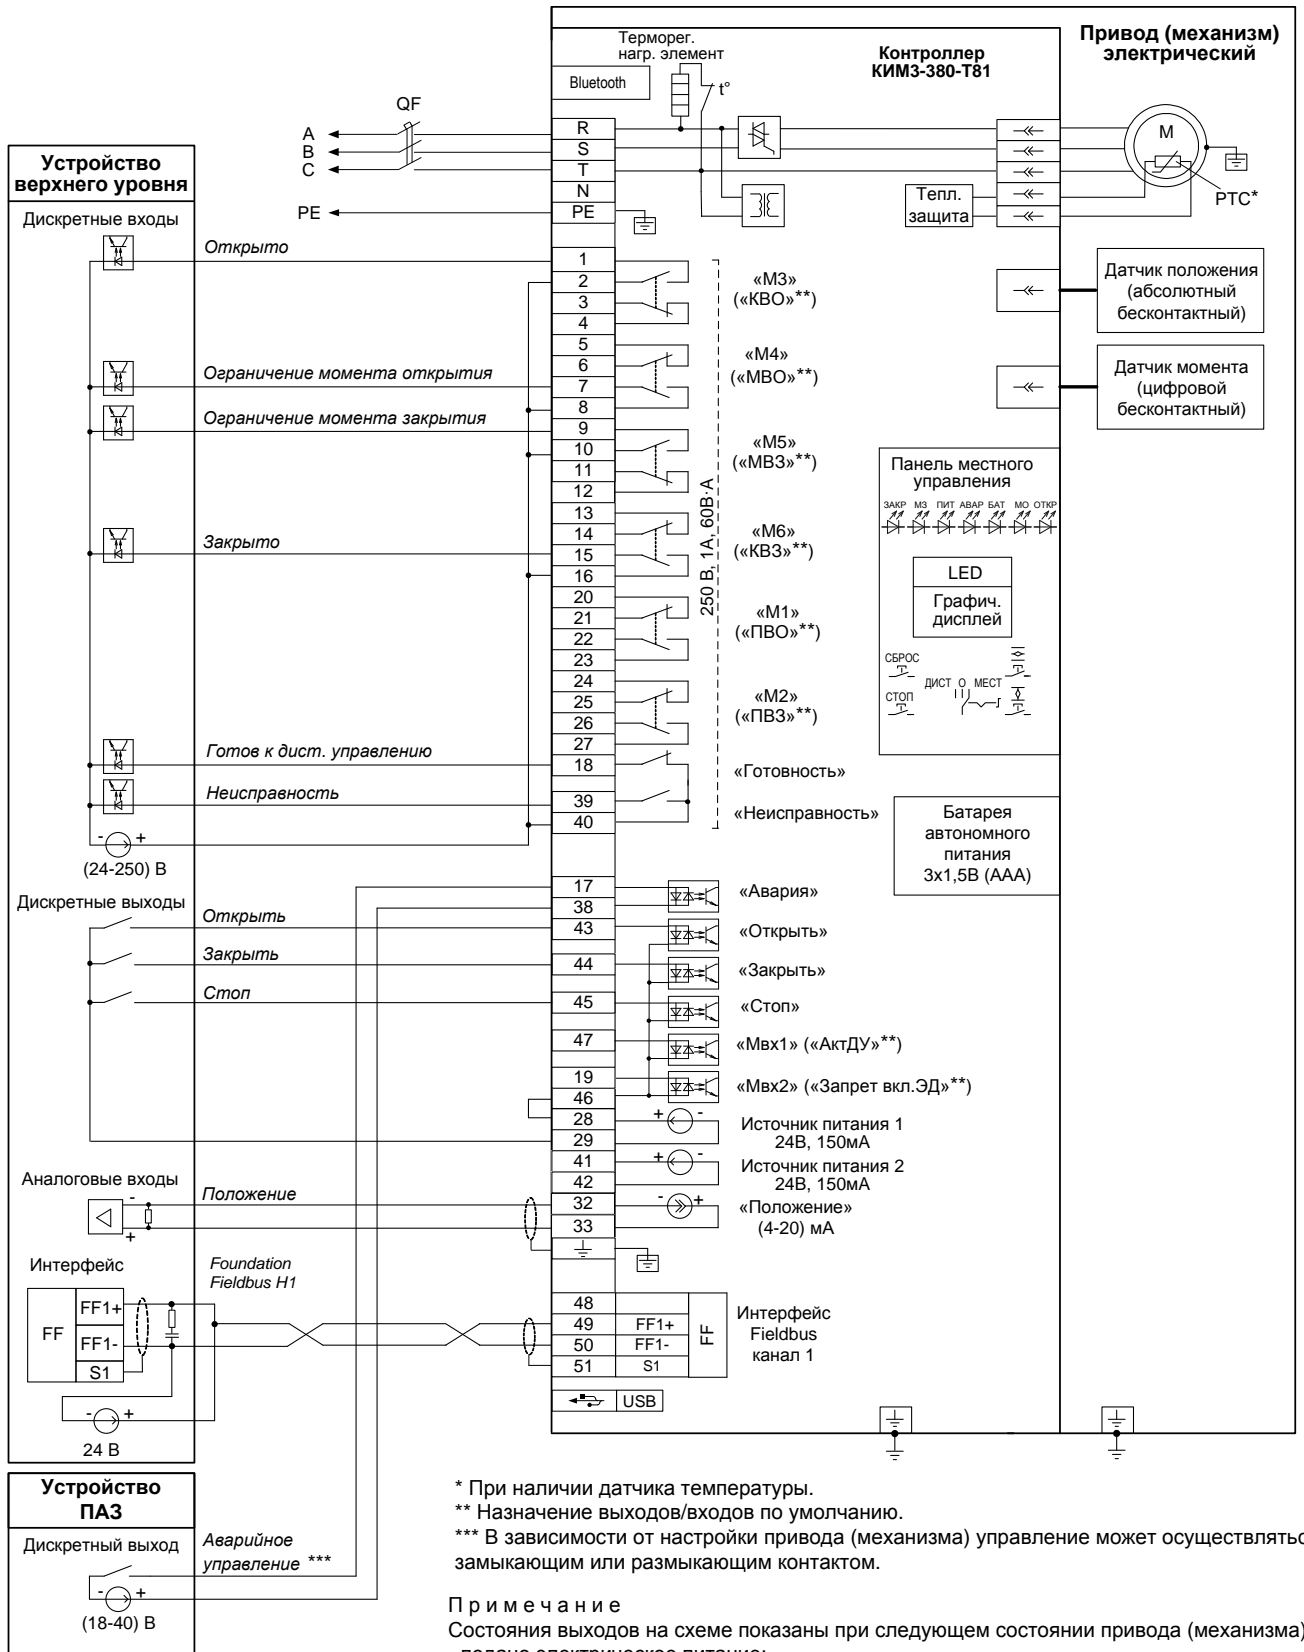 Привод (механизм)
электрический
Терморег.
нагр. элемент
Контроллер
КИМ3-380-Т81
Bluetooth
t°
QF
A
B
C
PE
R
S
T
N
PE
M
Тепл.
защита
РТС*
Устройство
верхнего уровня
Дискретные входы
Открыто
1
2
3
4
«М3»
(«КВО»**)
Датчик положения
(абсолютный
бесконтактный)
Ограничение момента открытия
5
6
7
8
«М4»
(«МВО»**)
Датчик момента
(цифровой
бесконтактный)
Ограничение момента закрытия
9
10
11
12
«М5»
(«МВЗ»**)
250 В, 1А, 60В·А
Панель местного
управления
ЗАКР МЗ ПИТ АВАР БАТ МО ОТКР
Закрыто
13
14
15
16
«М6»
(«КВЗ»**)
LED
Графич.
дисплей
20
21
22
23
«М1»
(«ПВО»**)
СБРОС
СТОП
ДИСТ О МЕСТ
24
25
26
27
«М2»
(«ПВЗ»**)
Готов к дист. управлению
18
«Готовность»
Неисправность
39
40
«Неисправность»
- +
(24-250) В
Батарея
автономного
питания
3х1,5В (ААА)
Дискретные выходы
17
38
«Авария»
Открыть
43
«Открыть»
Закрыть
44
«Закрыть»
Стоп
45
«Стоп»
47
«Мвх1» («АктДУ»**)
19
«Мвх2» («Запрет вкл.ЭД»**)
46
28
29
+ -
Источник питания 1
24В, 150мА
41
42
+ -
Источник питания 2
24В, 150мА
Аналоговые входы
- +
Положение
32
33
- +
«Положение»
(4-20) мА
Интерфейс
Foundation
Fieldbus H1
FF
FF1+
FF1-
S1
48
49 FF1+
50 FF1-
51 S1
FF
Интерфейс
Fieldbus
канал 1
USB
- +
24 В
Устройство
ПАЗ
Дискретный выход
Аварийное
управление ***
- +
(18-40) В
* При наличии датчика температуры.
** Назначение выходов/входов по умолчанию.
*** В зависимости от настройки привода (механизма) управление может осуществлятьс
замыкающим или размыкающим контактом.
П р и м е ч а н и е
Состояния выходов на схеме показаны при следующем состоянии привода (механизма)